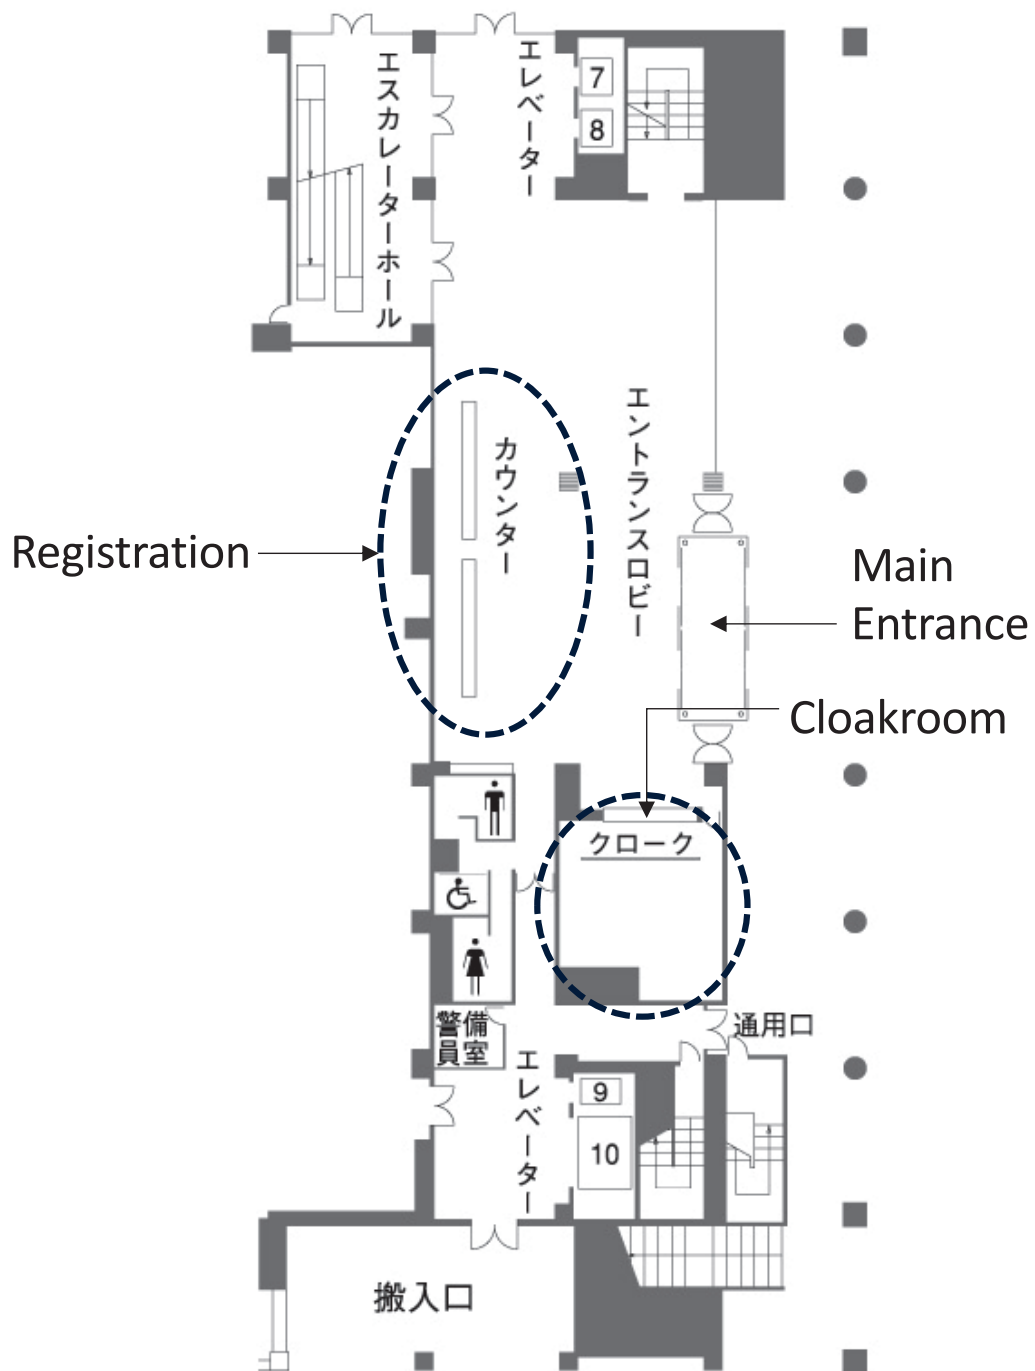 エスカレーターホール
エレベーター
7
8
エントランスロビー
カウンター
Registration
Main
Entrance
Cloakroom
クローク
警備
員室
通用口
エレベーター
9
10
搬入口